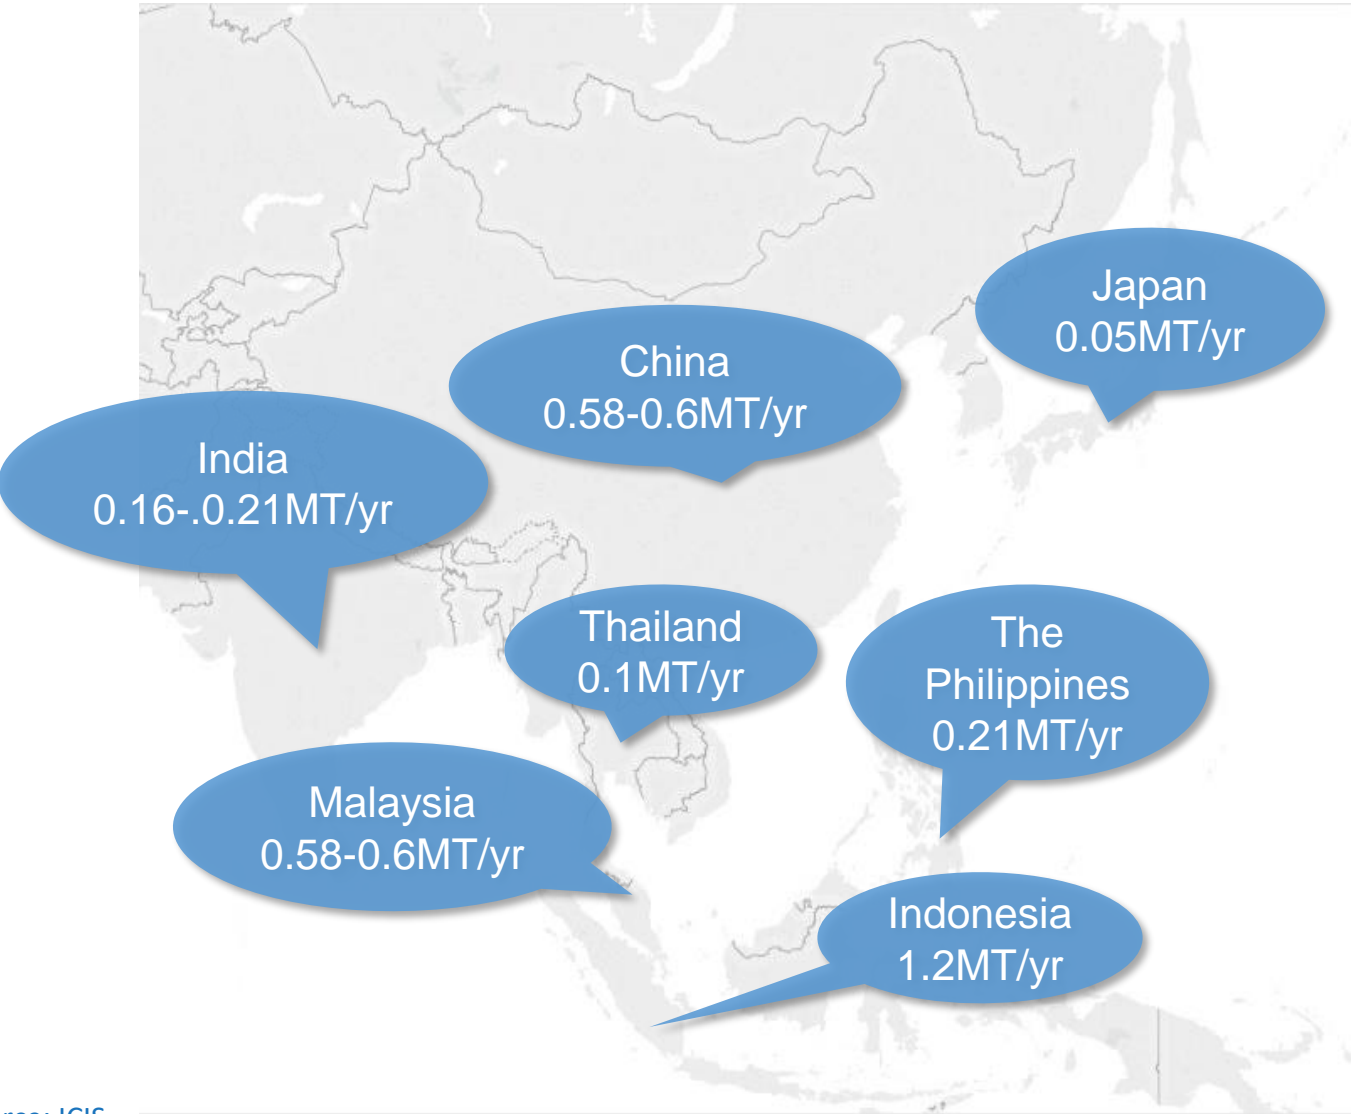 Japan
0.05MT/yr
China
0.58-0.6MT/yr
India
0.16-.0.21MT/yr
Thailand
0.1MT/yr
The
Philippines
0.21MT/yr
Malaysia
0.58-0.6MT/yr
Indonesia
1.2MT/yr
ICIS